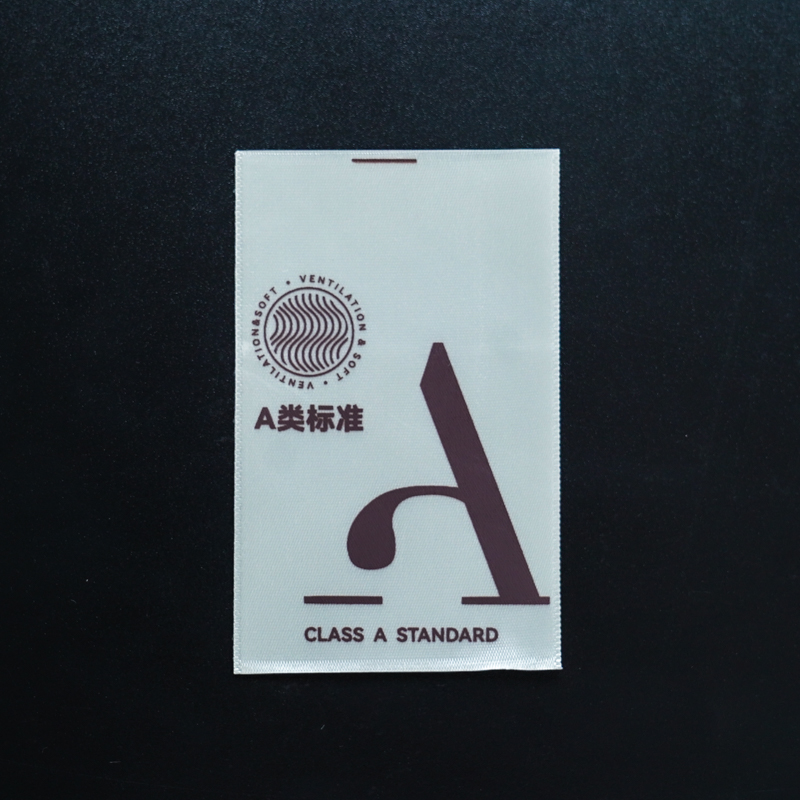 • VENTILATION & SOFT • VENTILATION&SOFT
A类标准
A
CLASS A STANDARD